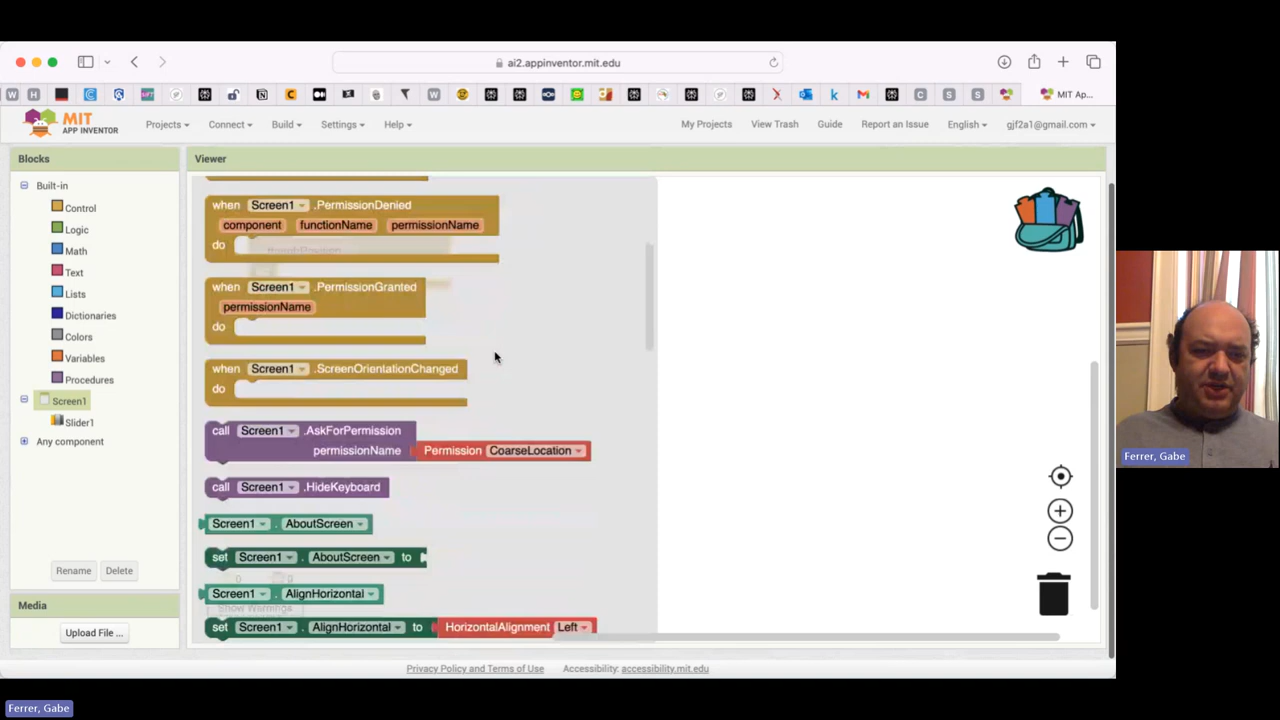 ai2.appinventor.mit.edu
MIT Ap...
MIT
APP INVENTOR
Projects
Connect
Build
Settings
Help
My Projects
View Trash
Guide
Report an Issue
English
gjf2a1@gmail.com
Blocks
Viewer
Built-in
Control
Logic
Math
Text
Lists
Dictionaries
Colors
Variables
Procedures
Screen1
Slider1
Any component
Rename
Delete
Media
Upload File ...
when Screen1 .PermissionDenied
component functionName permissionName
do
when Screen1 .PermissionGranted
permissionName
do
when Screen1 .ScreenOrientationChanged
do
call Screen1 .AskForPermission
permissionName Permission CoarseLocation
call Screen1 .HideKeyboard
Screen1 . AboutScreen
set Screen1 . AboutScreen to
Screen1 . AlignHorizontal
Show Warnings
set Screen1 . AlignHorizontal to HorizontalAlignment Left
Privacy Policy and Terms of Use
Accessibility: accessibility.mit.edu
Ferrer, Gabe
Ferrer, Gabe